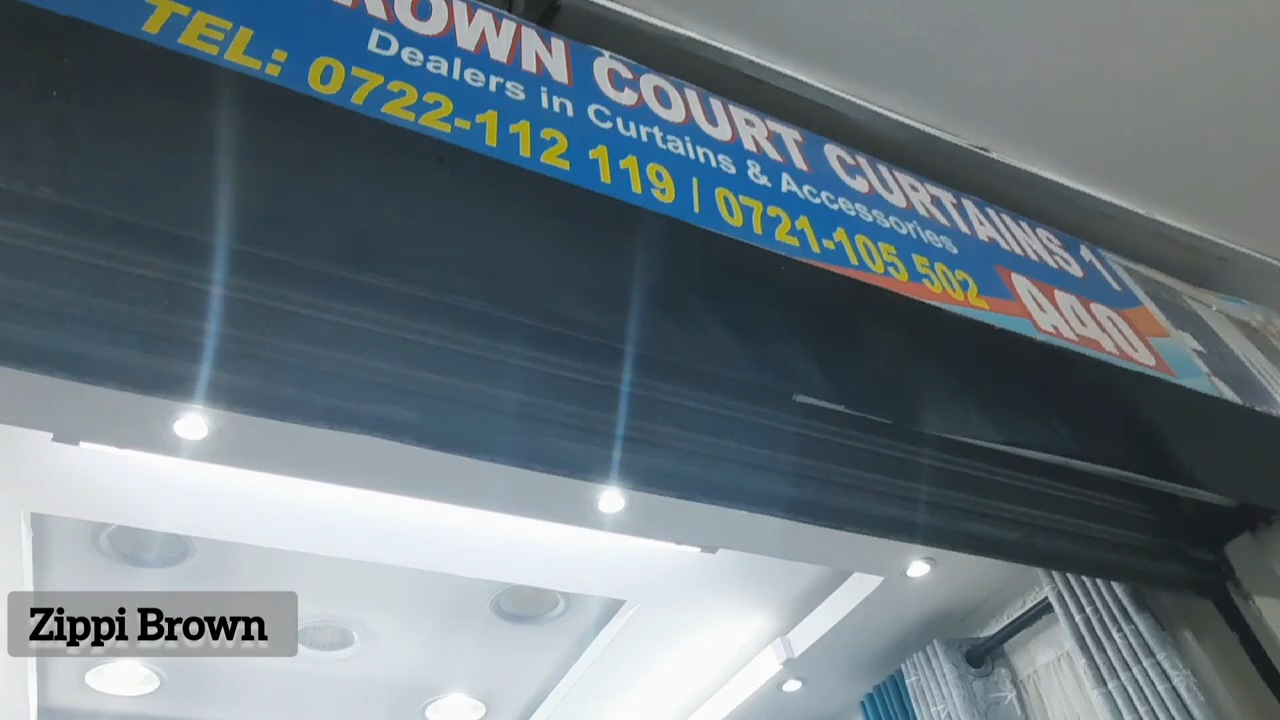 ROWN COURT CURTAINS 1
Dealers in Curtains & Accessories
TEL: 0722-112 119 | 0721-105 502
A40
Zippi Brown